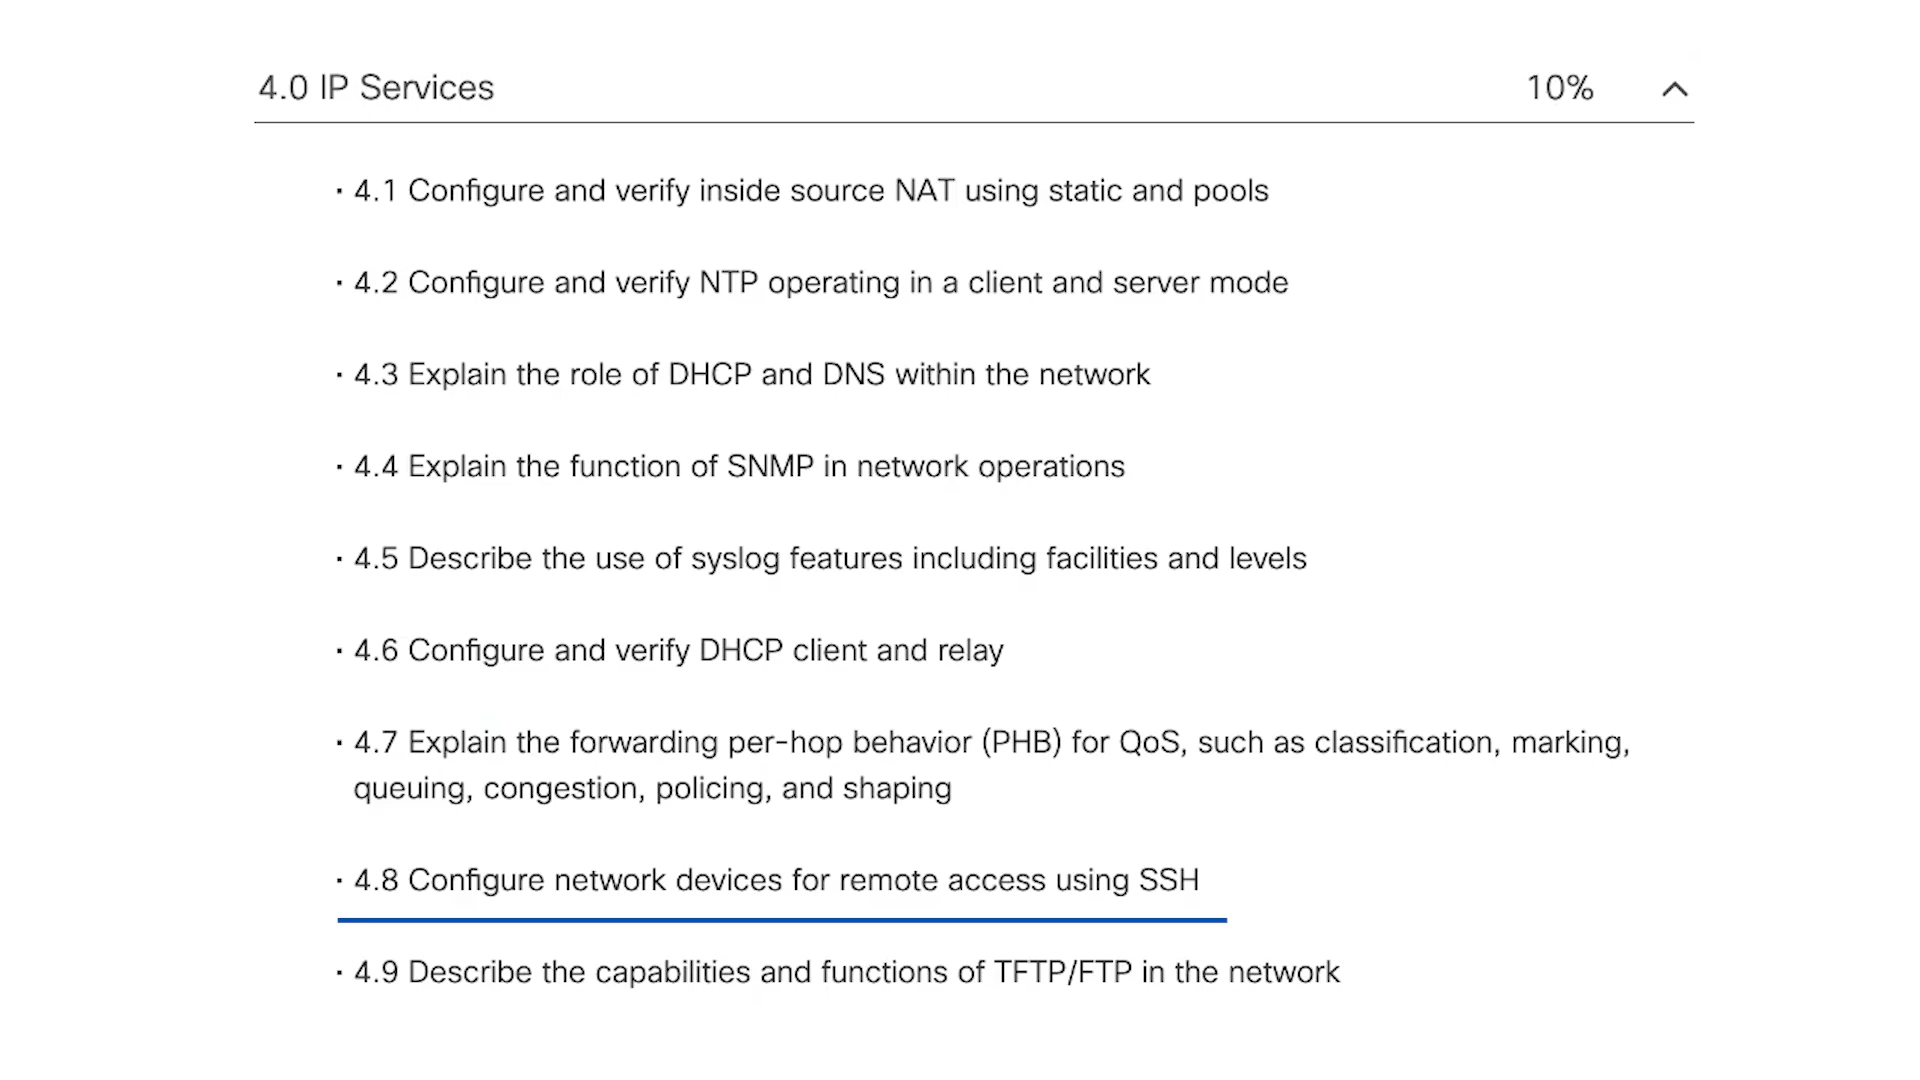 4.0 IP Services 10%
· 4.1 Configure and verify inside source NAT using static and pools
· 4.2 Configure and verify NTP operating in a client and server mode
· 4.3 Explain the role of DHCP and DNS within the network
· 4.4 Explain the function of SNMP in network operations
· 4.5 Describe the use of syslog features including facilities and levels
· 4.6 Configure and verify DHCP client and relay
· 4.7 Explain the forwarding per-hop behavior (PHB) for QoS, such as classification, marking,
queuing, congestion, policing, and shaping
· 4.8 Configure network devices for remote access using SSH
· 4.9 Describe the capabilities and functions of TFTP/FTP in the network